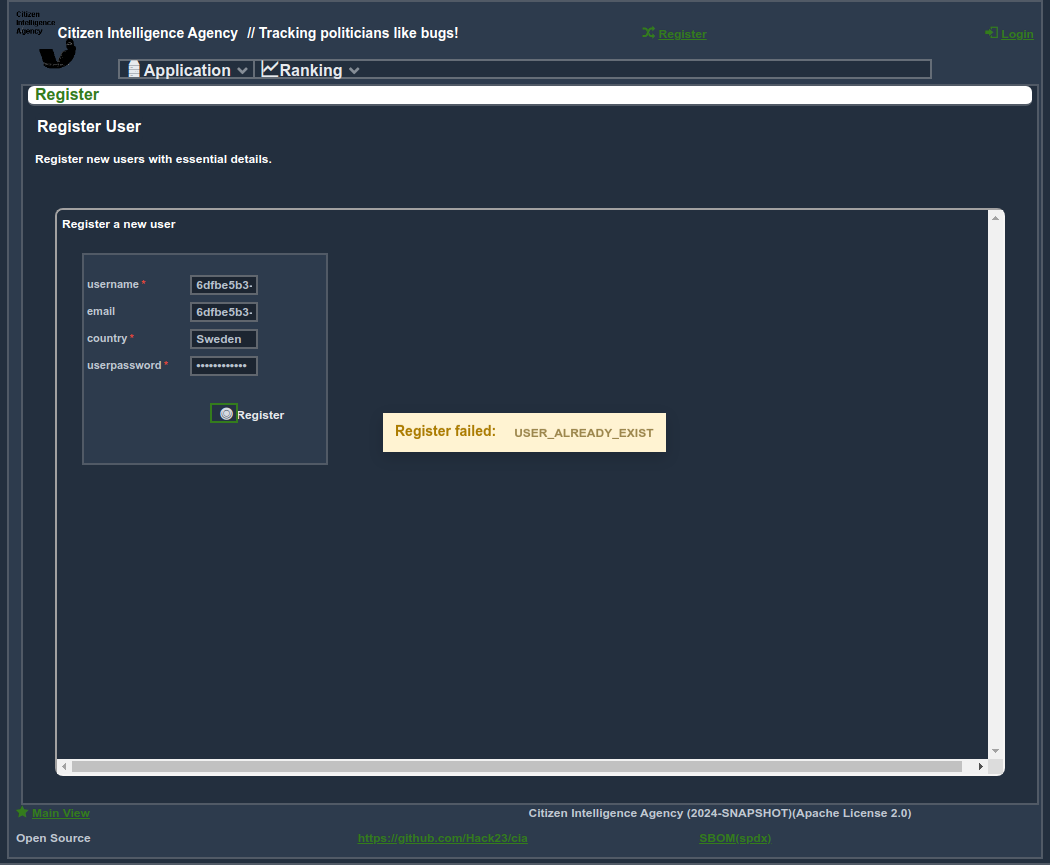 Citizen
Intelligence
Agency
Citizen Intelligence Agency // Tracking politicians like bugs!
Register
Login
Application
Ranking
Register
Register User
Register new users with essential details.
Register a new user
username *
6dfbe5b3-
email
6dfbe5b3-
country *
Sweden
userpassword *
••••••••••••
Register
Register failed: USER_ALREADY_EXIST
Main View
Citizen Intelligence Agency (2024-SNAPSHOT)(Apache License 2.0)
Open Source
https://github.com/Hack23/cia
SBOM(spdx)